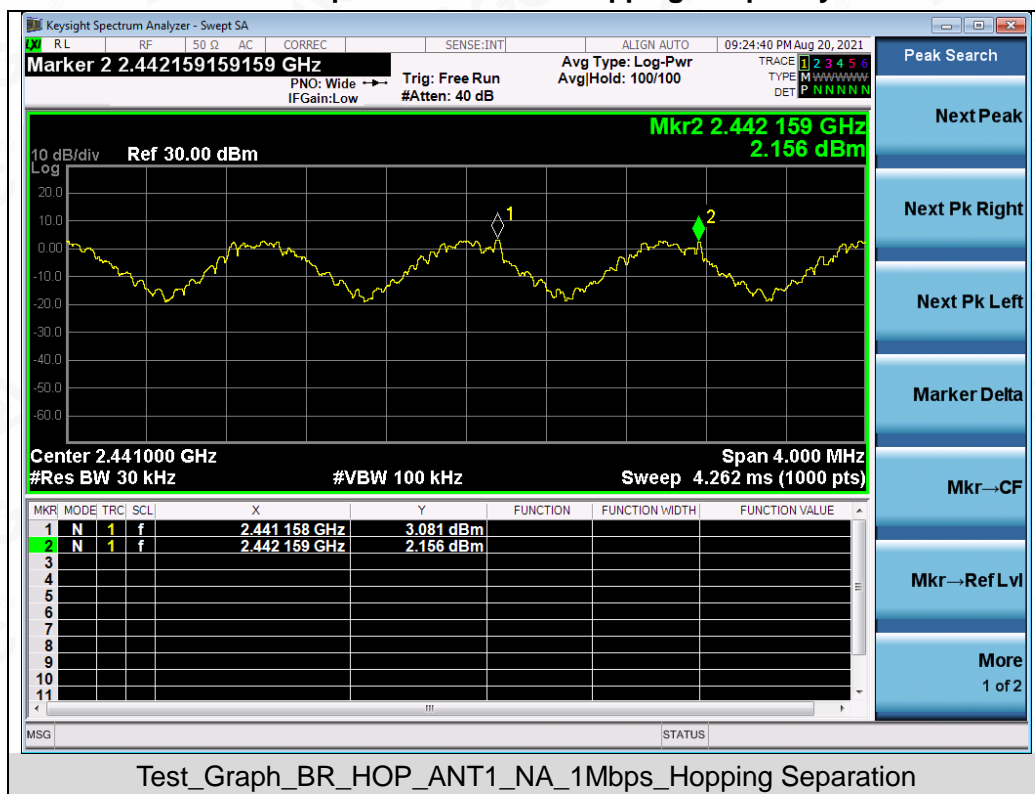 Keysight Spectrum Analyzer - Swept SA
LXI RL RF 50 Ω AC CORREC SENSE:INT ALIGN AUTO 09:24:40 PM Aug 20, 2021
Marker 2 2.442159159159 GHz
PNO: Wide
IFGain:Low
Trig: Free Run
#Atten: 40 dB
Avg Type: Log-Pwr
Avg|Hold: 100/100
TRACE 1 2 3 4 5 6
TYPE M WWWWW
DET P N N N N N
Mkr2 2.442 159 GHz
2.156 dBm
10 dB/div Ref 30.00 dBm
Log
20.0
10.0
0.00
-10.0
-20.0
-30.0
-40.0
-50.0
-60.0
1
2
Center 2.441000 GHz Span 4.000 MHz
#Res BW 30 kHz #VBW 100 kHz Sweep 4.262 ms (1000 pts)
MKR MODE TRC SCL X Y FUNCTION FUNCTION WIDTH FUNCTION VALUE
1 N 1 f 2.441 158 GHz 3.081 dBm
2 N 1 f 2.442 159 GHz 2.156 dBm
3
4
5
6
7
8
9
10
11
MSG STATUS
Peak Search
Next Peak
Next Pk Right
Next Pk Left
Marker Delta
Mkr→CF
Mkr→Ref Lvl
More
1 of 2
Test_Graph_BR_HOP_ANT1_NA_1Mbps_Hopping Separation